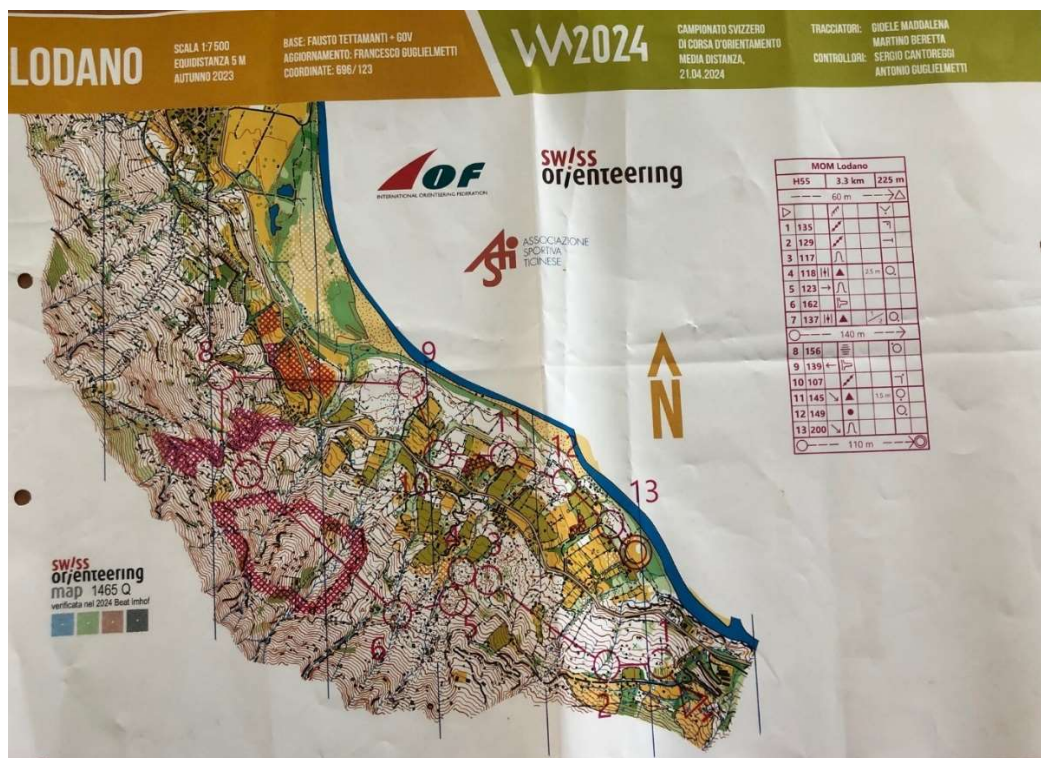 LODANO
SCALA 1:7500
EQUIDISTANZA 5 M
AUTUNNO 2023
BASE: FAUSTO TETTAMANTI + GOV
AGGIORNAMENTO: FRANCESCO GUGLIELMETTI
COORDINATE: 696/123
2024
CAMPIONATO SVIZZERO
DI CORSA D'ORIENTAMENTO
MEDIA DISTANZA,
21.04.2024
TRACCIATORI: GIOELE MADDALENA
MARTINO BERETTA
CONTROLLORI: SERGIO CANTOREGGI
ANTONIO GUGLIELMETTI
IOF
INTERNATIONAL ORIENTEERING FEDERATION
swiss
orienteering
ASTi
ASSOCIAZIONE
SPORTIVA
TICINESE
N
MOM Lodano
H55 3.3 km 225 m
60 m
1 135
2 129
3 117
4 118 2.5 m
5 123
6 162
7 137
140 m
8 156
9 139
10 107
11 145 1.5 m
12 149
13 200
110 m
8
9
11
7
10
13
5
6
1
2
swiss
orienteering
map 1465 Q
verificata nel 2024 Beat Imhof